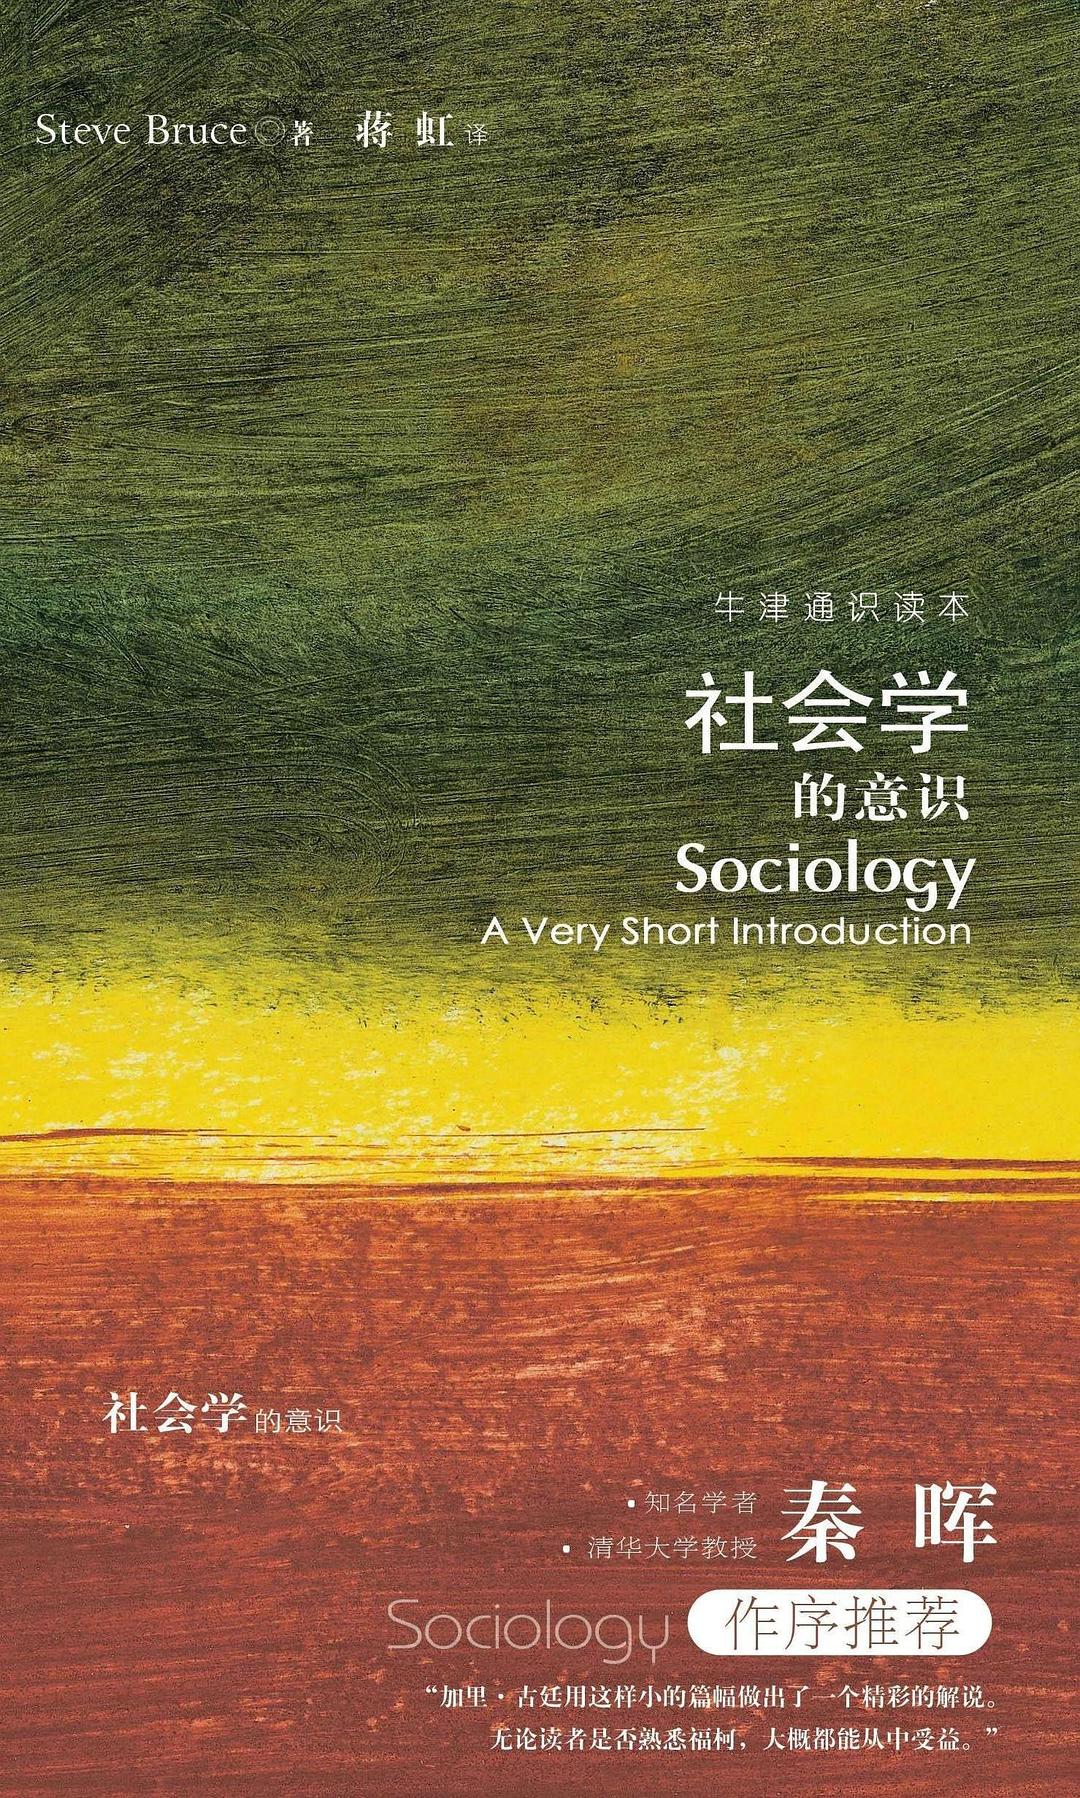 Steve Bruce ◎著 蒋 虹 译
牛津通识读本
社会学
的意识
Sociology
A Very Short Introduction
社会学的意识
·知名学者
·清华大学教授
秦 晖
Sociology 作序推荐
“加里·古廷用这样小的篇幅做出了一个精彩的解说。
无论读者是否熟悉福柯，大概都能从中受益。”